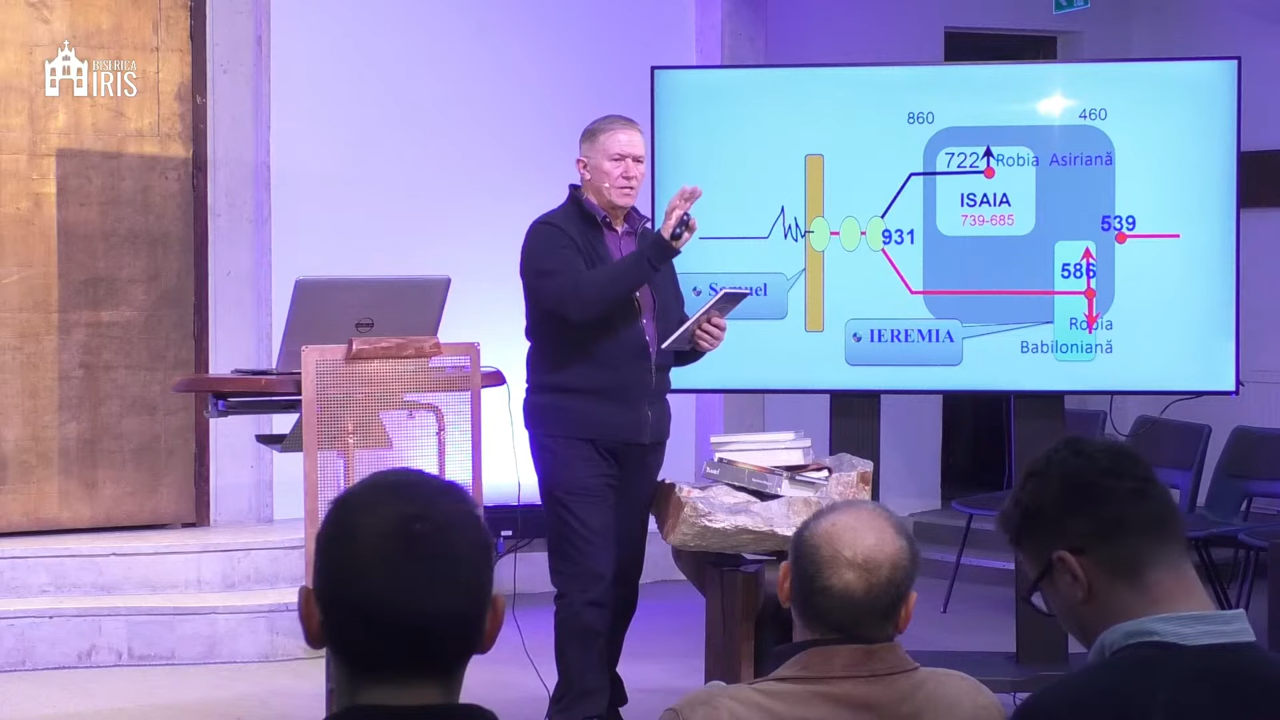 BISERICA
IRIS
860
460
722
Robia Asiriană
ISAIA
739-685
931
539
586
Samuel
IEREMIA
Robia
Babiloniană